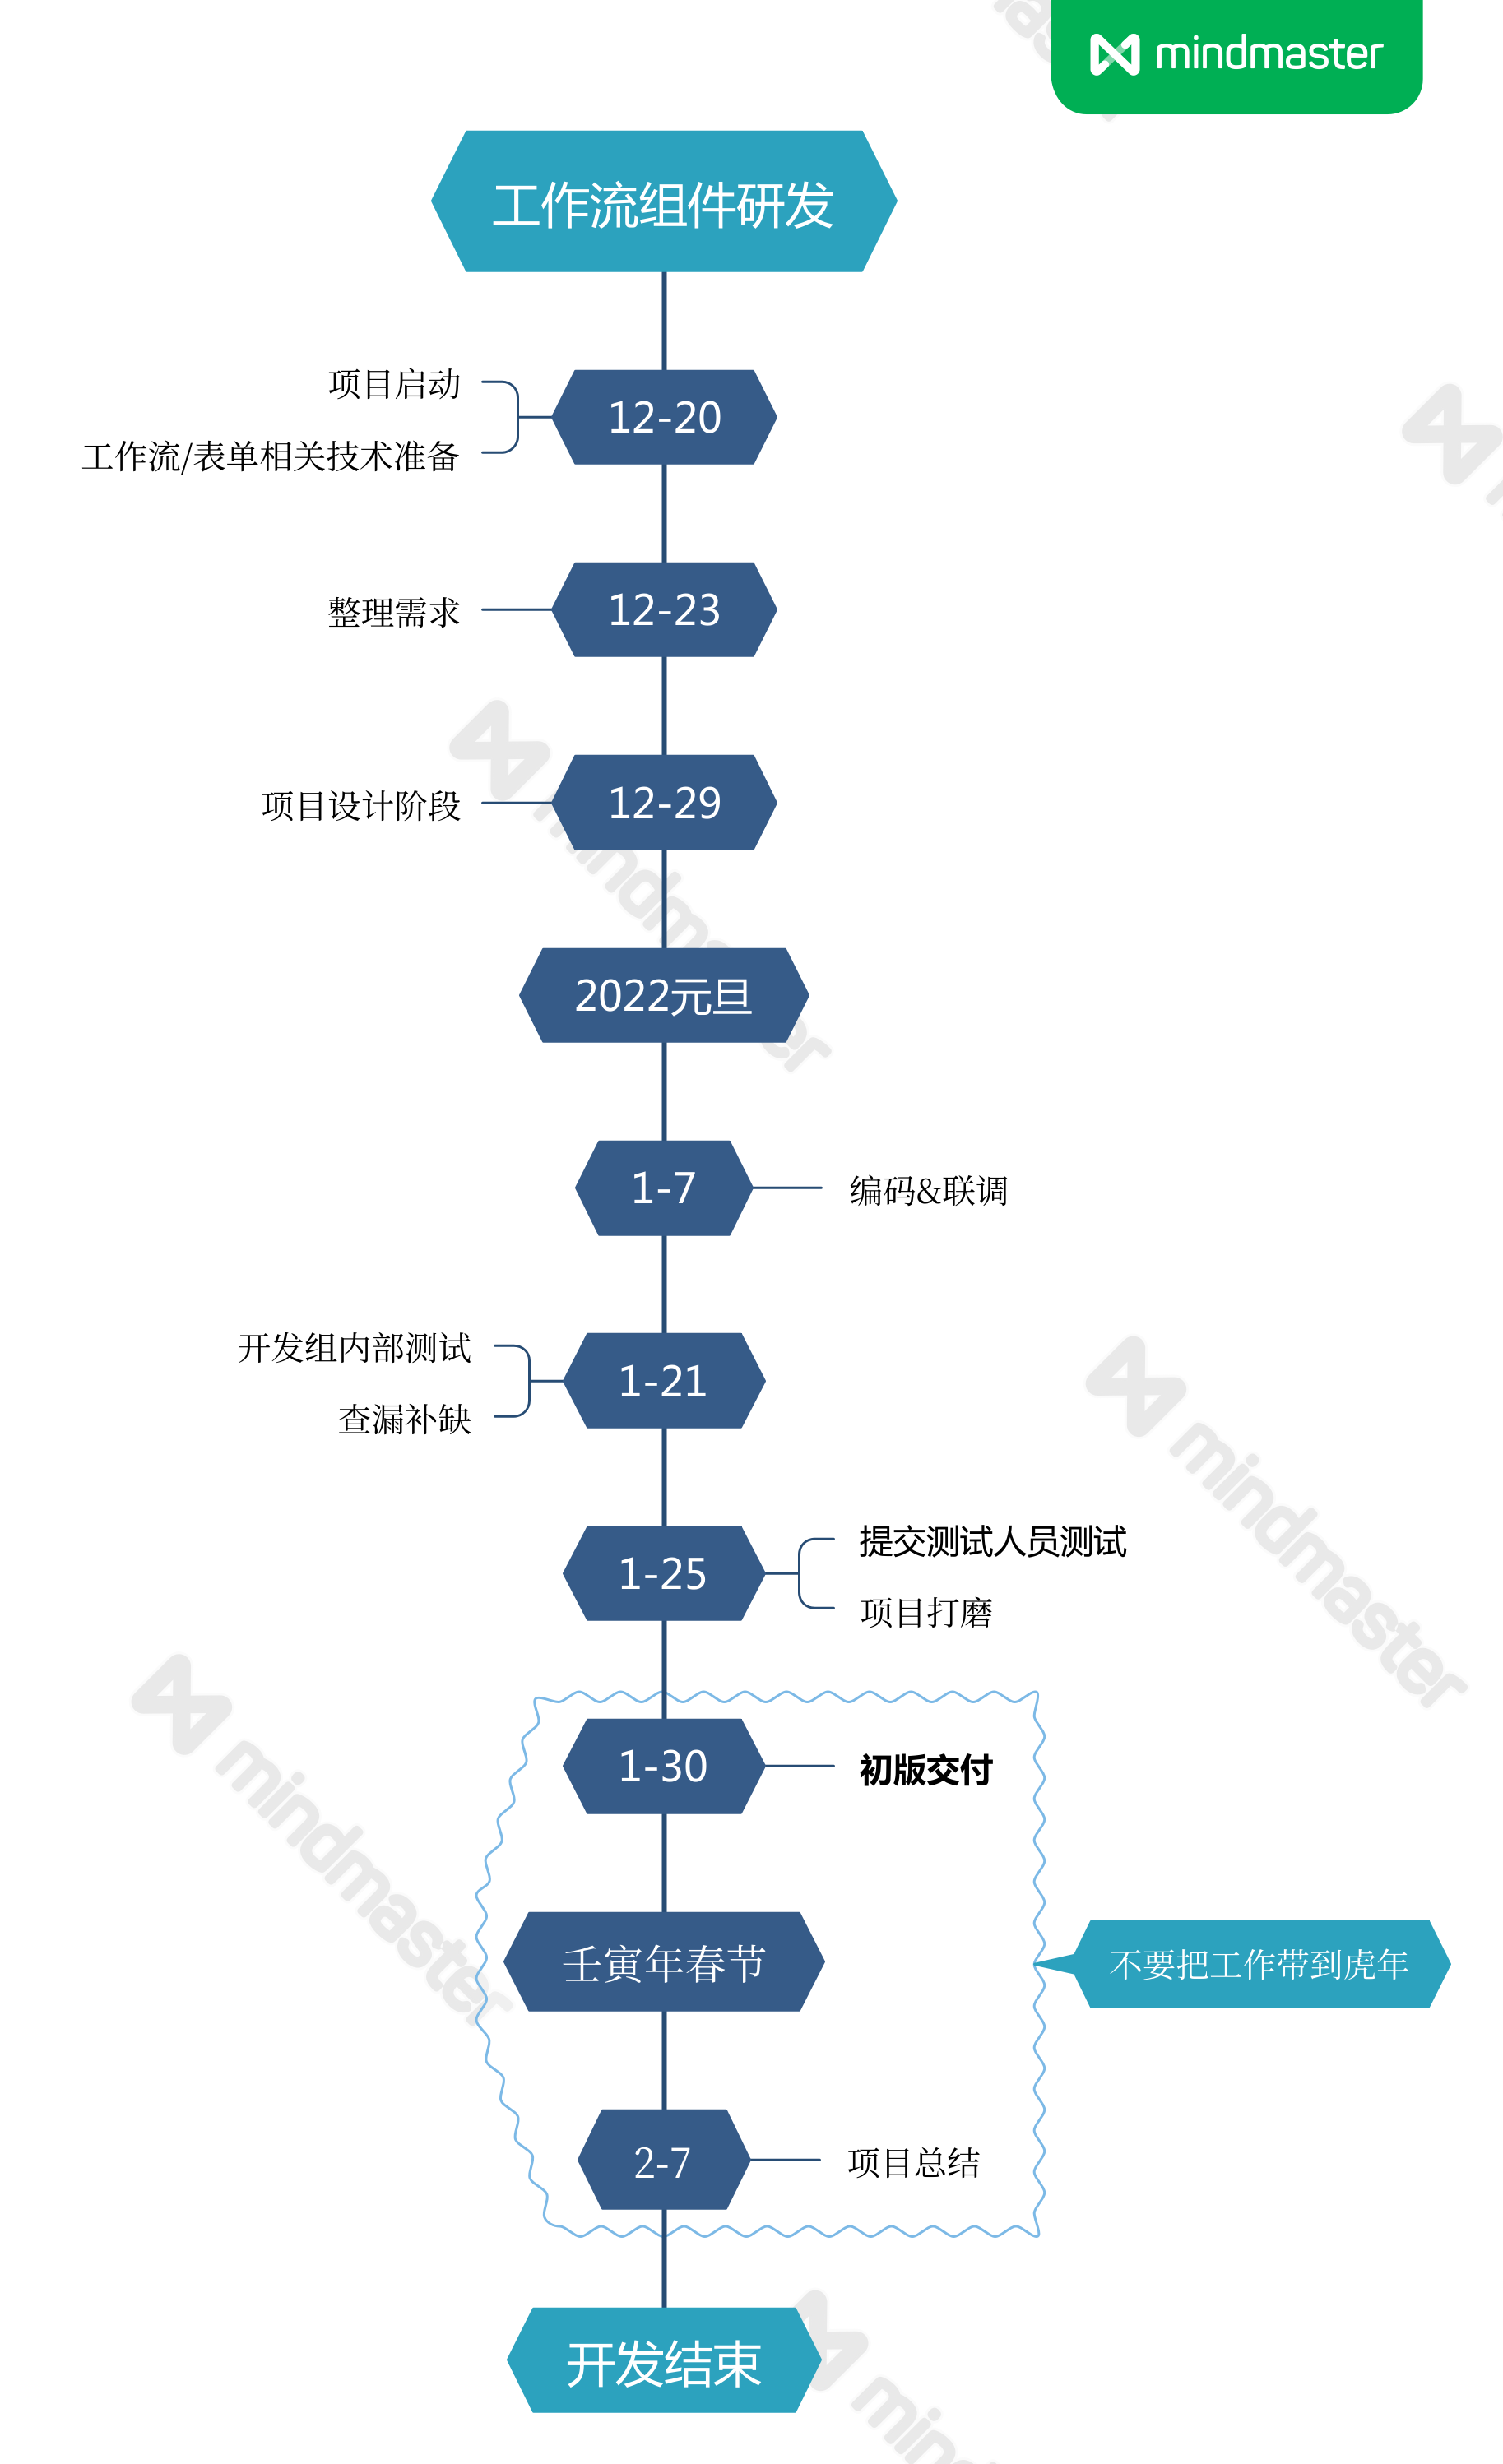 mindmaster
工作流组件研发
项目启动
12-20
工作流/表单相关技术准备
整理需求
12-23
项目设计阶段
12-29
2022元旦
1-7
编码&联调
开发组内部测试
1-21
查漏补缺
提交测试人员测试
1-25
项目打磨
1-30
初版交付
壬寅年春节
不要把工作带到虎年
2-7
项目总结
开发结束
mindmaster
mindmaster
mindmaster